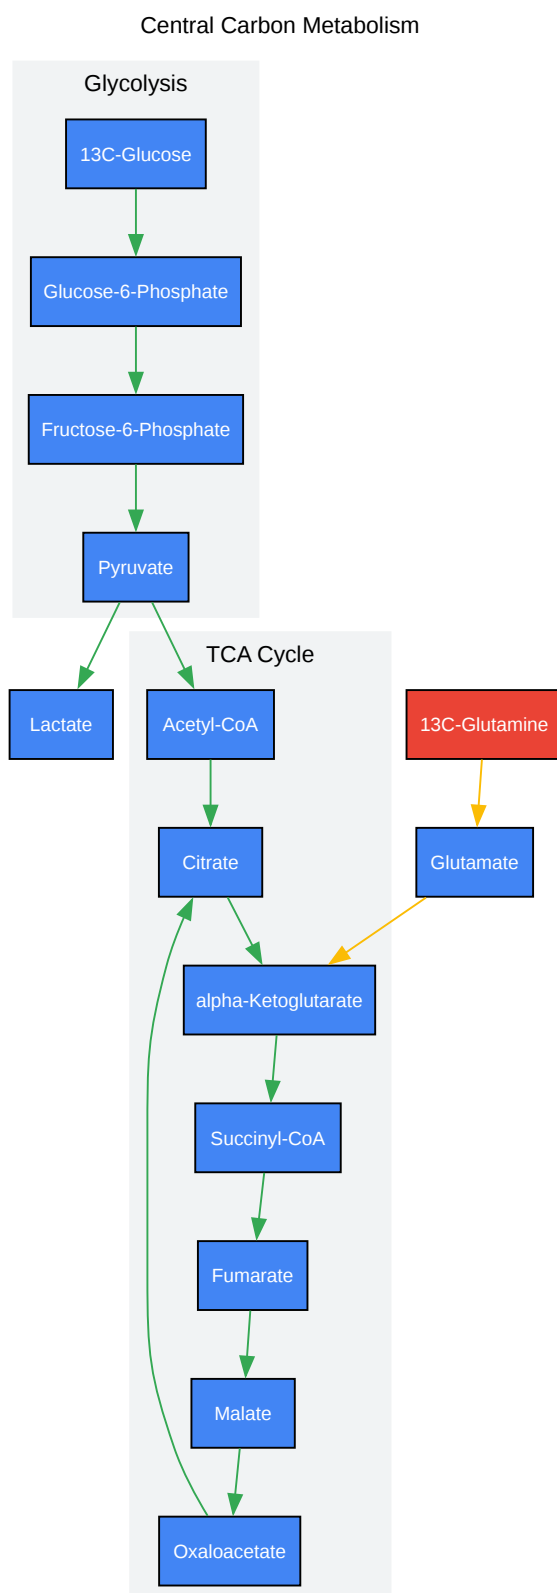 Central Carbon Metabolism
Glycolysis
13C-Glucose
Glucose-6-Phosphate
Fructose-6-Phosphate
Pyruvate
TCA Cycle
Lactate
Acetyl-CoA
13C-Glutamine
Citrate
Glutamate
alpha-Ketoglutarate
Succinyl-CoA
Fumarate
Malate
Oxaloacetate